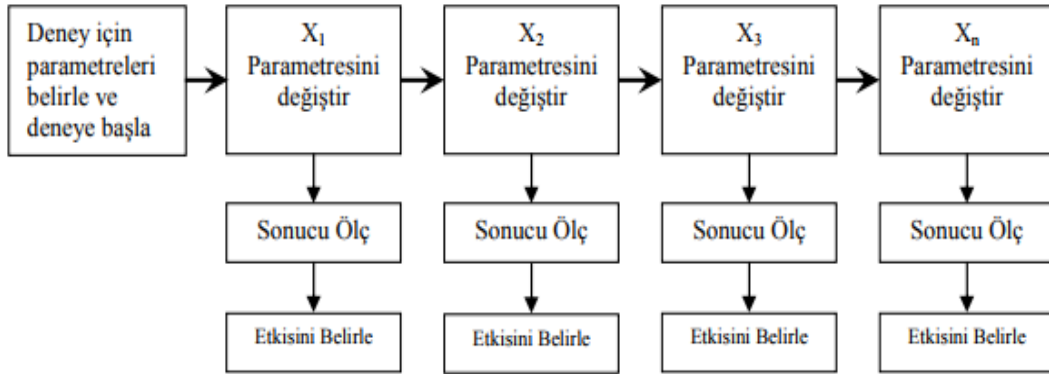 Deney için
parametreleri
belirle ve
deneye başla
X₁
Parametresini
değiştir
X₂
Parametresini
değiştir
X₃
Parametresini
değiştir
Xₙ
Parametresini
değiştir
Sonucu Ölç
Sonucu Ölç
Sonucu Ölç
Sonucu Ölç
Etkisini Belirle
Etkisini Belirle
Etkisini Belirle
Etkisini Belirle